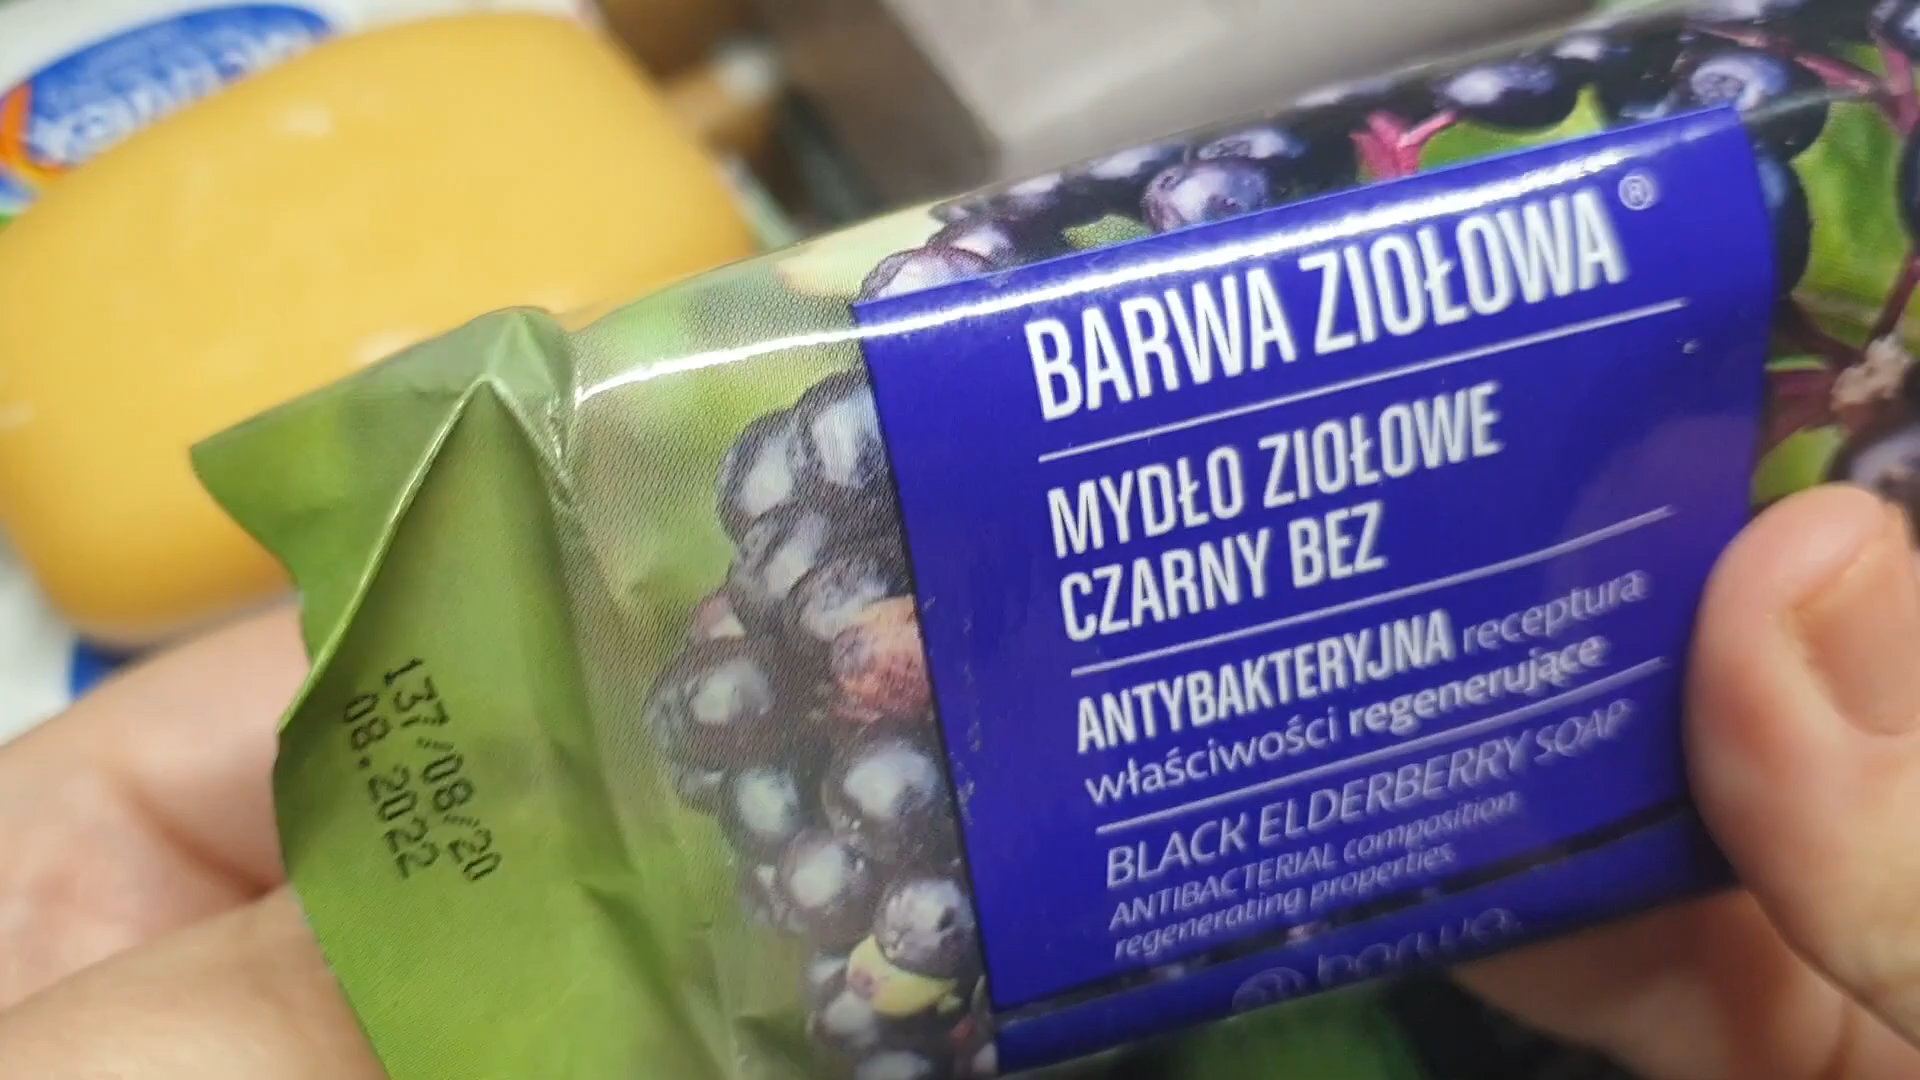 BARWA ZIOŁOWA®
MYDŁO ZIOŁOWE
CZARNY BEZ
ANTYBAKTERYJNA receptura
właściwości regenerujące
BLACK ELDERBERRY SOAP
ANTIBACTERIAL composition
regenerating properties
barwa
137/08/20
08.2022